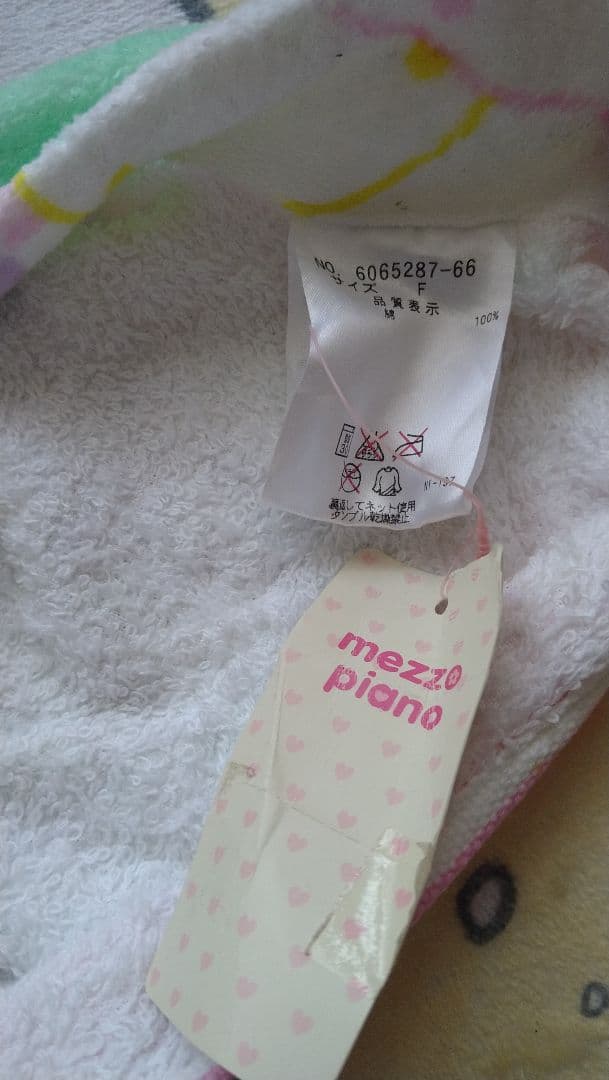 NO. 6065287-66
サイズ F
品質表示
綿 100%
裏返してネット使用
タンブル乾燥禁止
mezzo
piano